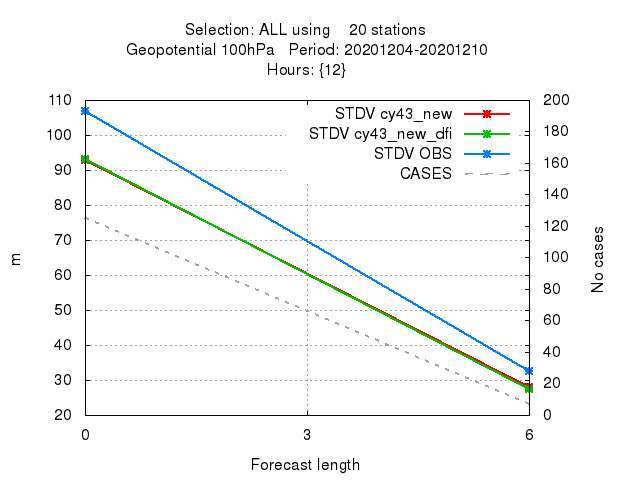 Selection: ALL using    20 stations
Geopotential 100hPa   Period: 20201204-20201210
Hours: {12}
110
100
90
80
70
60
50
40
30
20
m
STDV cy43_new
STDV cy43_new_dfi
STDV OBS
CASES
200
180
160
140
120
100
80
60
40
20
0
No cases
0
3
6
Forecast length